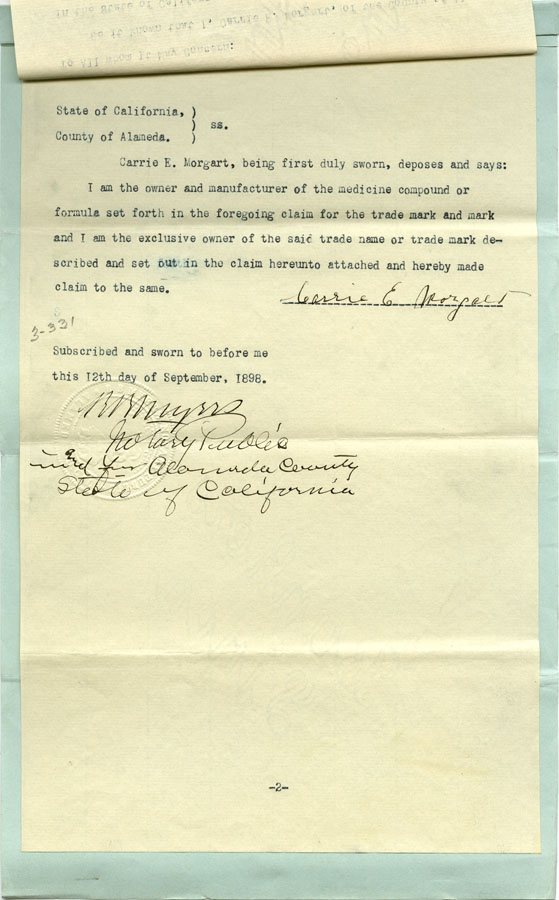 State of California, )
) ss.
County of Alameda. )
Carrie E. Morgart, being first duly sworn, deposes and says:
I am the owner and manufacturer of the medicine compound or
formula set forth in the foregoing claim for the trade mark and mark
and I am the exclusive owner of the said trade name or trade mark de-
scribed and set out in the claim hereunto attached and hereby made
claim to the same.
Carrie E Morgart
3-331
Subscribed and sworn to before me
this 12th day of September, 1898.
Myers
Notary Public
in and for Alameda County
State of California
-2-